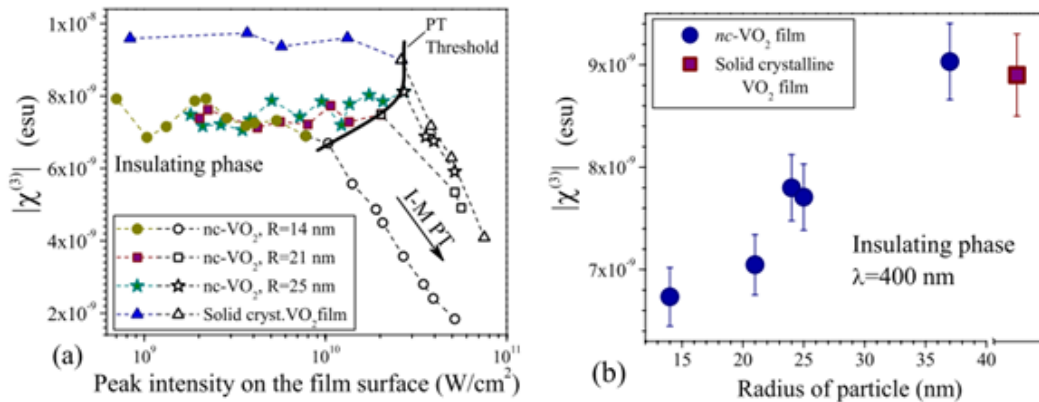 1x10⁻⁸
8x10⁻⁹
6x10⁻⁹
4x10⁻⁹
2x10⁻⁹
|χ⁽³⁾| (esu)
PT
Threshold
Insulating phase
I-M PT
nc-VO₂, R=14 nm
nc-VO₂, R=21 nm
nc-VO₂, R=25 nm
Solid cryst.VO₂film
10⁹
10¹⁰
10¹¹
(a)
Peak intensity on the film surface (W/cm²)
9x10⁻⁹
8x10⁻⁹
7x10⁻⁹
|χ⁽³⁾| (esu)
nc-VO₂ film
Solid crystalline
VO₂ film
Insulating phase
λ=400 nm
15 20 25 30 35 40
(b)
Radius of particle (nm)